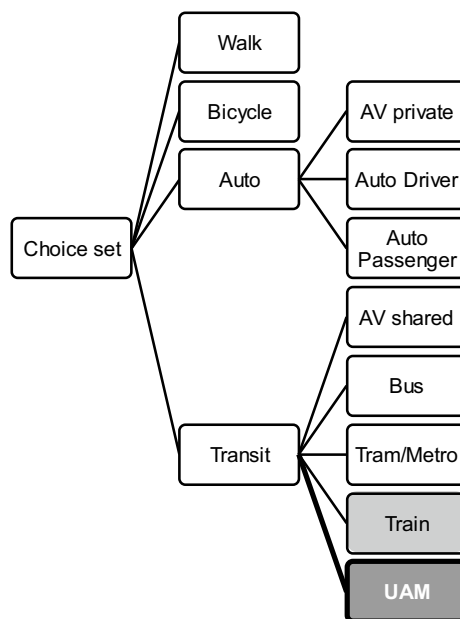 Walk
Bicycle
AV private
Auto
Auto Driver
Auto
Passenger
Choice set
AV shared
Bus
Transit
Tram/Metro
Train
UAM